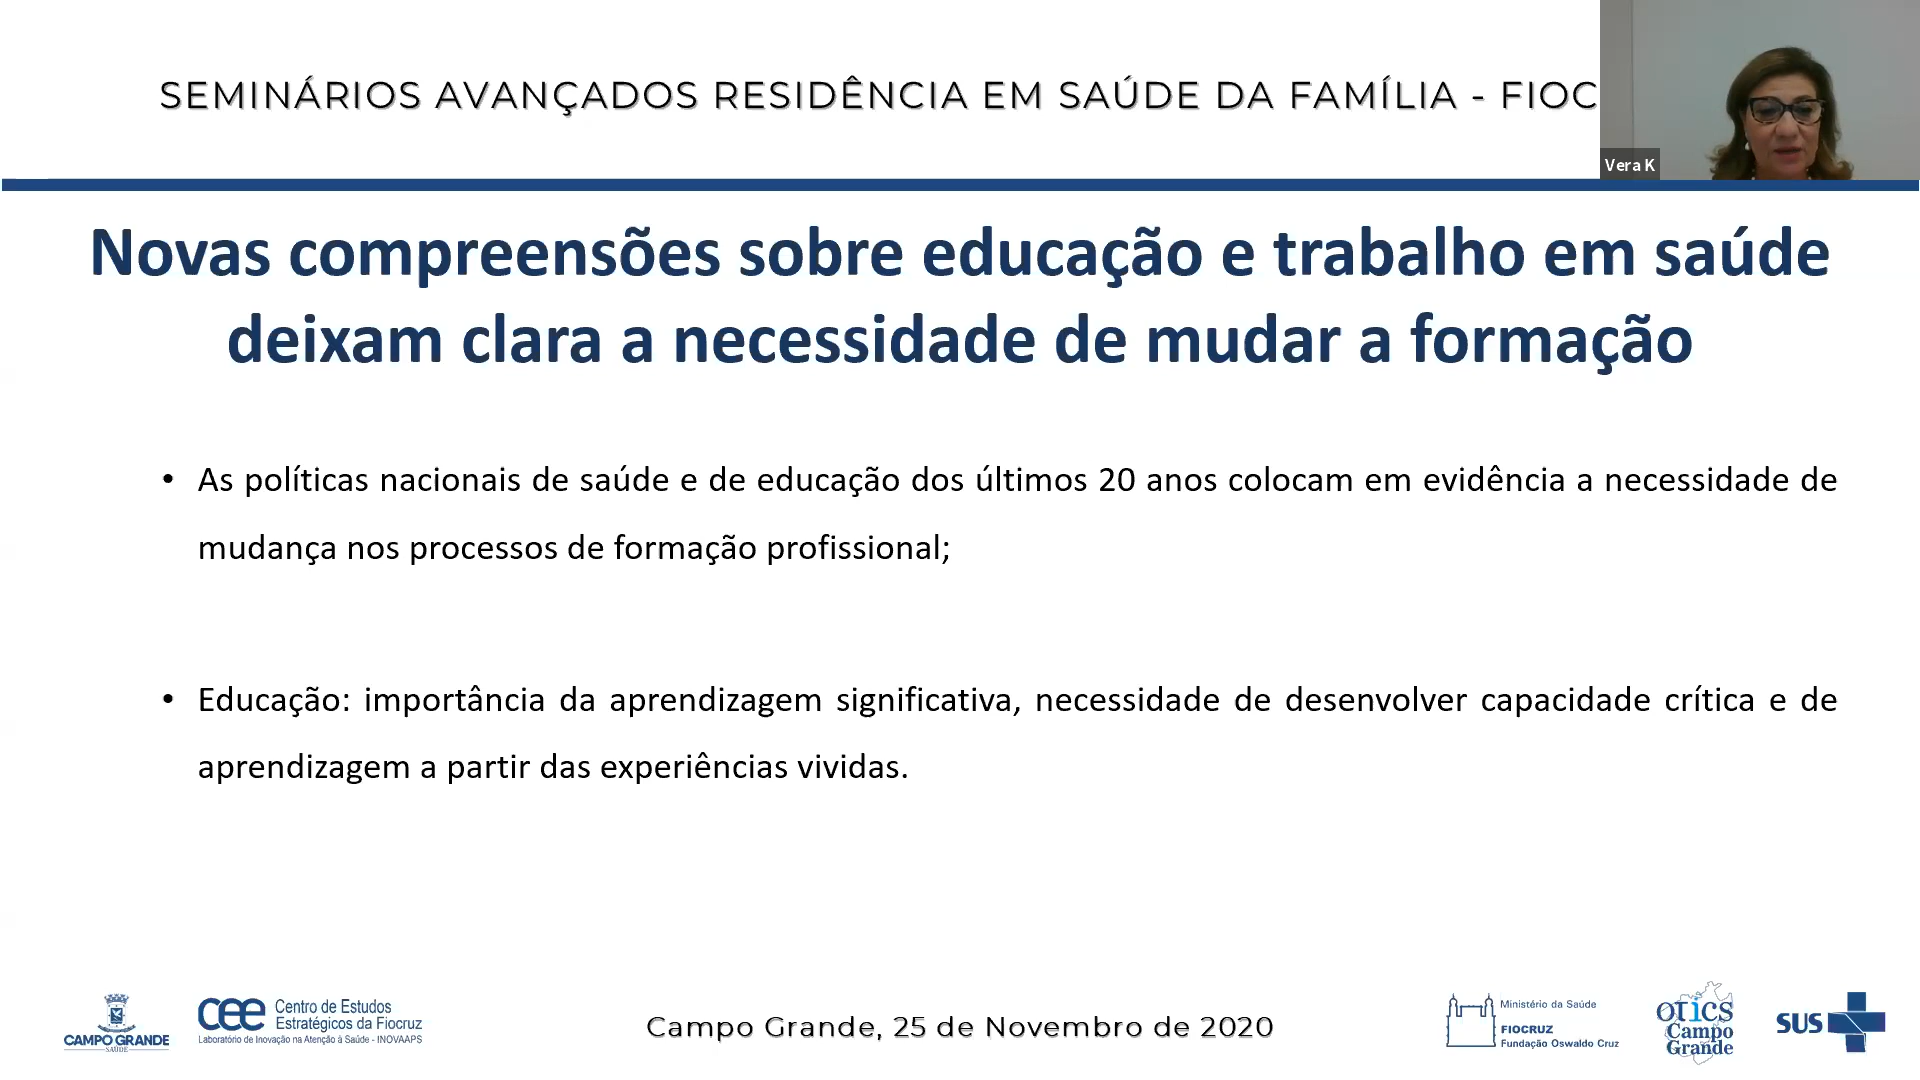 SEMINÁRIOS AVANÇADOS RESIDÊNCIA EM SAÚDE DA FAMÍLIA - FIOC
Vera K
Novas compreensões sobre educação e trabalho em saúde
deixam clara a necessidade de mudar a formação
• As políticas nacionais de saúde e de educação dos últimos 20 anos colocam em evidência a necessidade de
mudança nos processos de formação profissional;
• Educação: importância da aprendizagem significativa, necessidade de desenvolver capacidade crítica e de
aprendizagem a partir das experiências vividas.
CAMPO GRANDE
SAÚDE
cee
Centro de Estudos
Estratégicos da Fiocruz
Laboratório de Inovação na Atenção à Saúde - INOVAAPS
Campo Grande, 25 de Novembro de 2020
Ministério da Saúde
FIOCRUZ
Fundação Oswaldo Cruz
OTICS
Campo
Grande
SUS